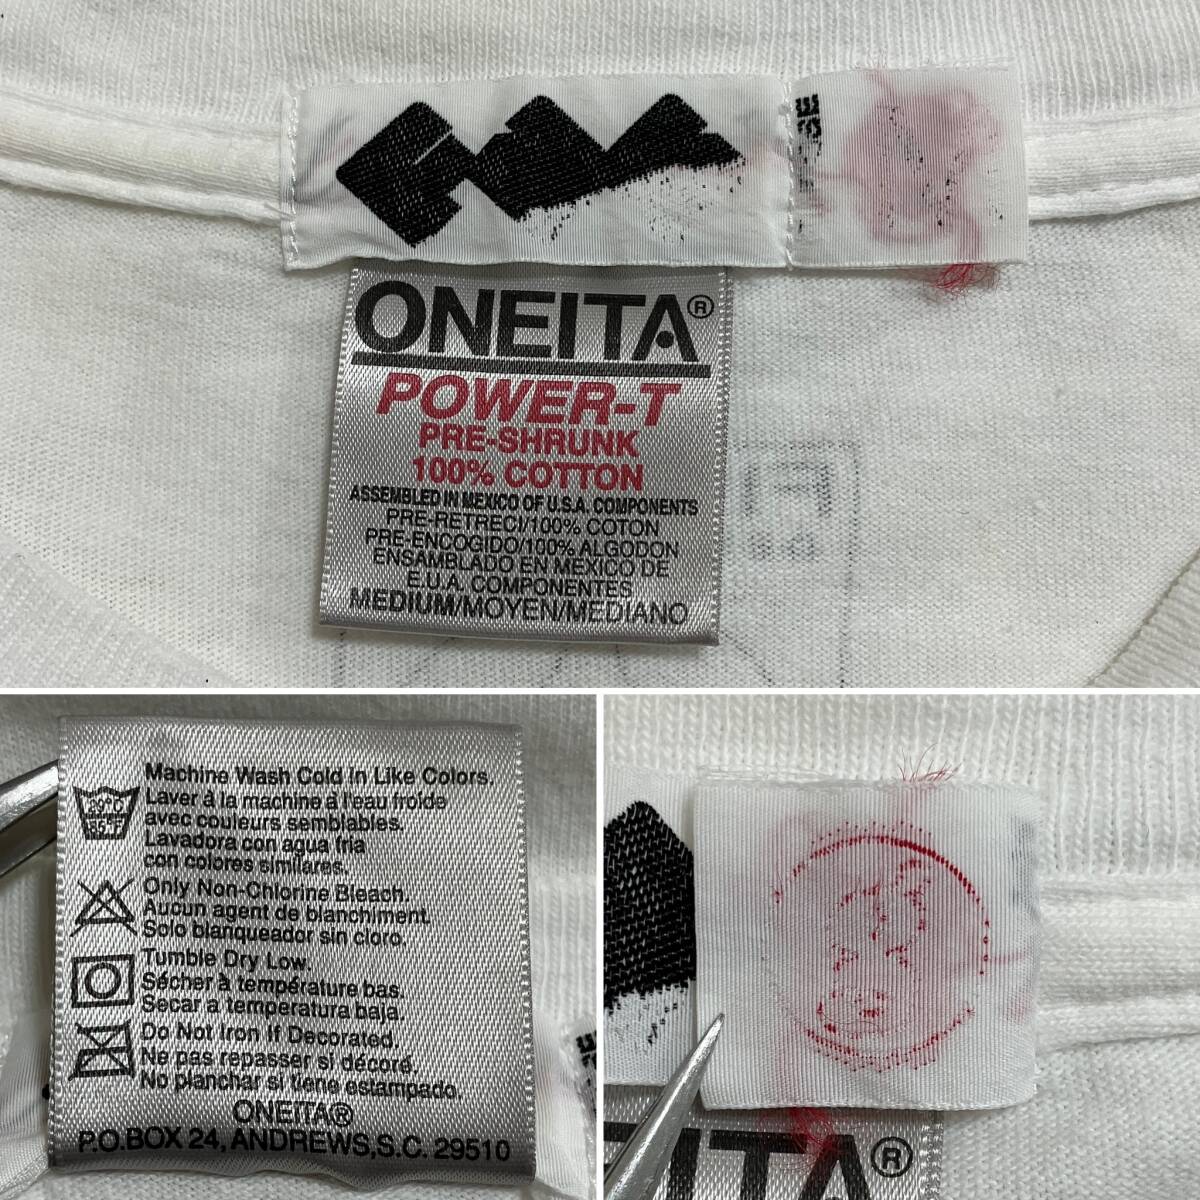 ONEITA®
POWER-T
PRE-SHRUNK
100% COTTON
ASSEMBLED IN MEXICO OF U.S.A. COMPONENTS
PRE-RETRECI/100% COTON
PRE-ENCOGIDO/100% ALGODON
ENSAMBLADO EN MEXICO DE
E.U.A. COMPONENTES
MEDIUM/MOYEN/MEDIANO
Machine Wash Cold In Like Colors.
Laver à la machine à l'eau froide
avec couleurs semblables.
Lavadora con agua fria
con colores similares.
Only Non-Chlorine Bleach.
Aucun agent de blanchiment.
Solo blanqueador sin cloro.
Tumble Dry Low.
Sécher à température bas.
Secar a temperatura baja.
Do Not Iron If Decorated.
Ne pas repasser si décoré.
No planchar si tiene estampado.
ONEITA®
P.O.BOX 24, ANDREWS,S.C. 29510
ITA®